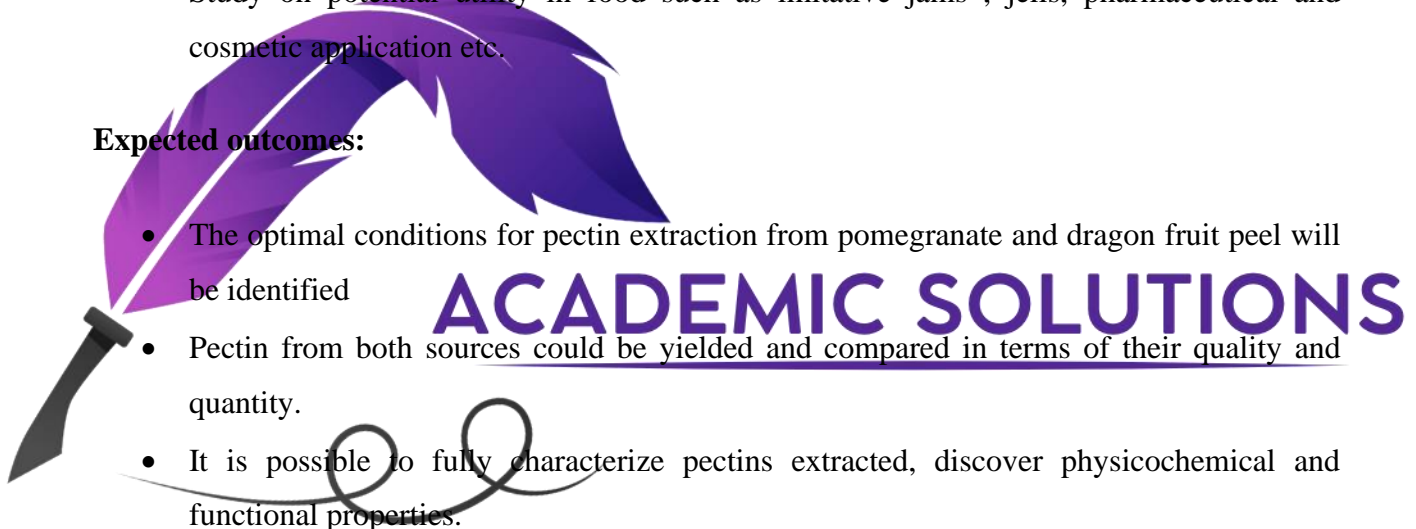 Study on potential utility in food such as imitative jams , jells, pharmaceutical and
cosmetic application etc.
Expected outcomes:
• The optimal conditions for pectin extraction from pomegranate and dragon fruit peel will
be identified
ACADEMIC SOLUTIONS
• Pectin from both sources could be yielded and compared in terms of their quality and
quantity.
• It is possible to fully characterize pectins extracted, discover physicochemical and
functional properties.